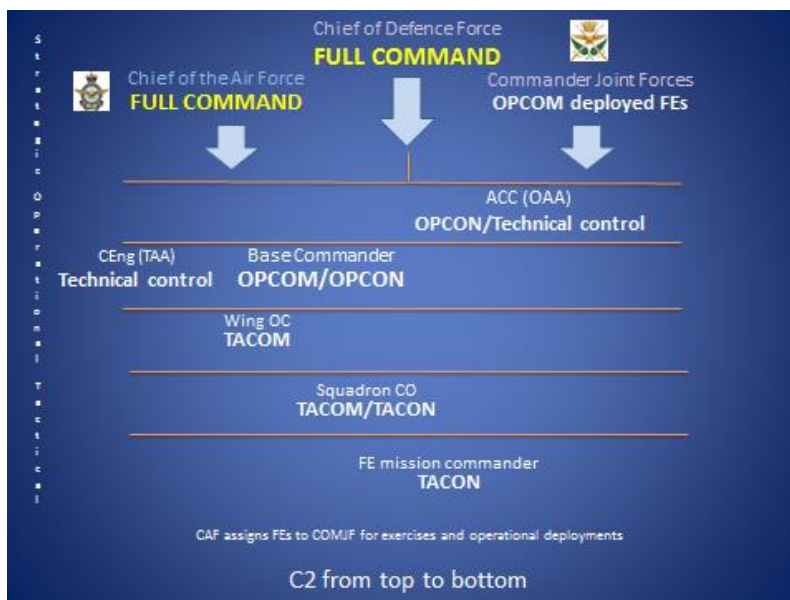 Chief of Defence Force
FULL COMMAND
Chief of the Air Force
FULL COMMAND
Commander Joint Forces
OPCOM deployed FEs
ACC (OAA)
OPCON/Technical control
CEng (TAA)
Technical control
Base Commander
OPCOM/OPCON
Wing OC
TACOM
Squadron CO
TACOM/TACON
FE mission commander
TACON
Strategic Operational Tactical
CAF assigns FEs to COMJF for exercises and operational deployments
C2 from top to bottom